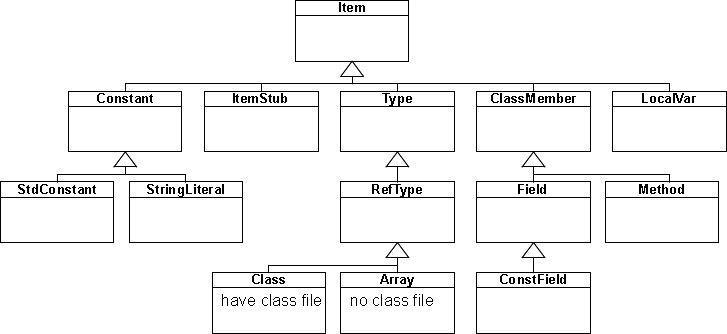 Item
Constant
ItemStub
Type
ClassMember
LocalVar
StdConstant
StringLiteral
RefType
Field
Method
Class
have class file
Array
no class file
ConstField